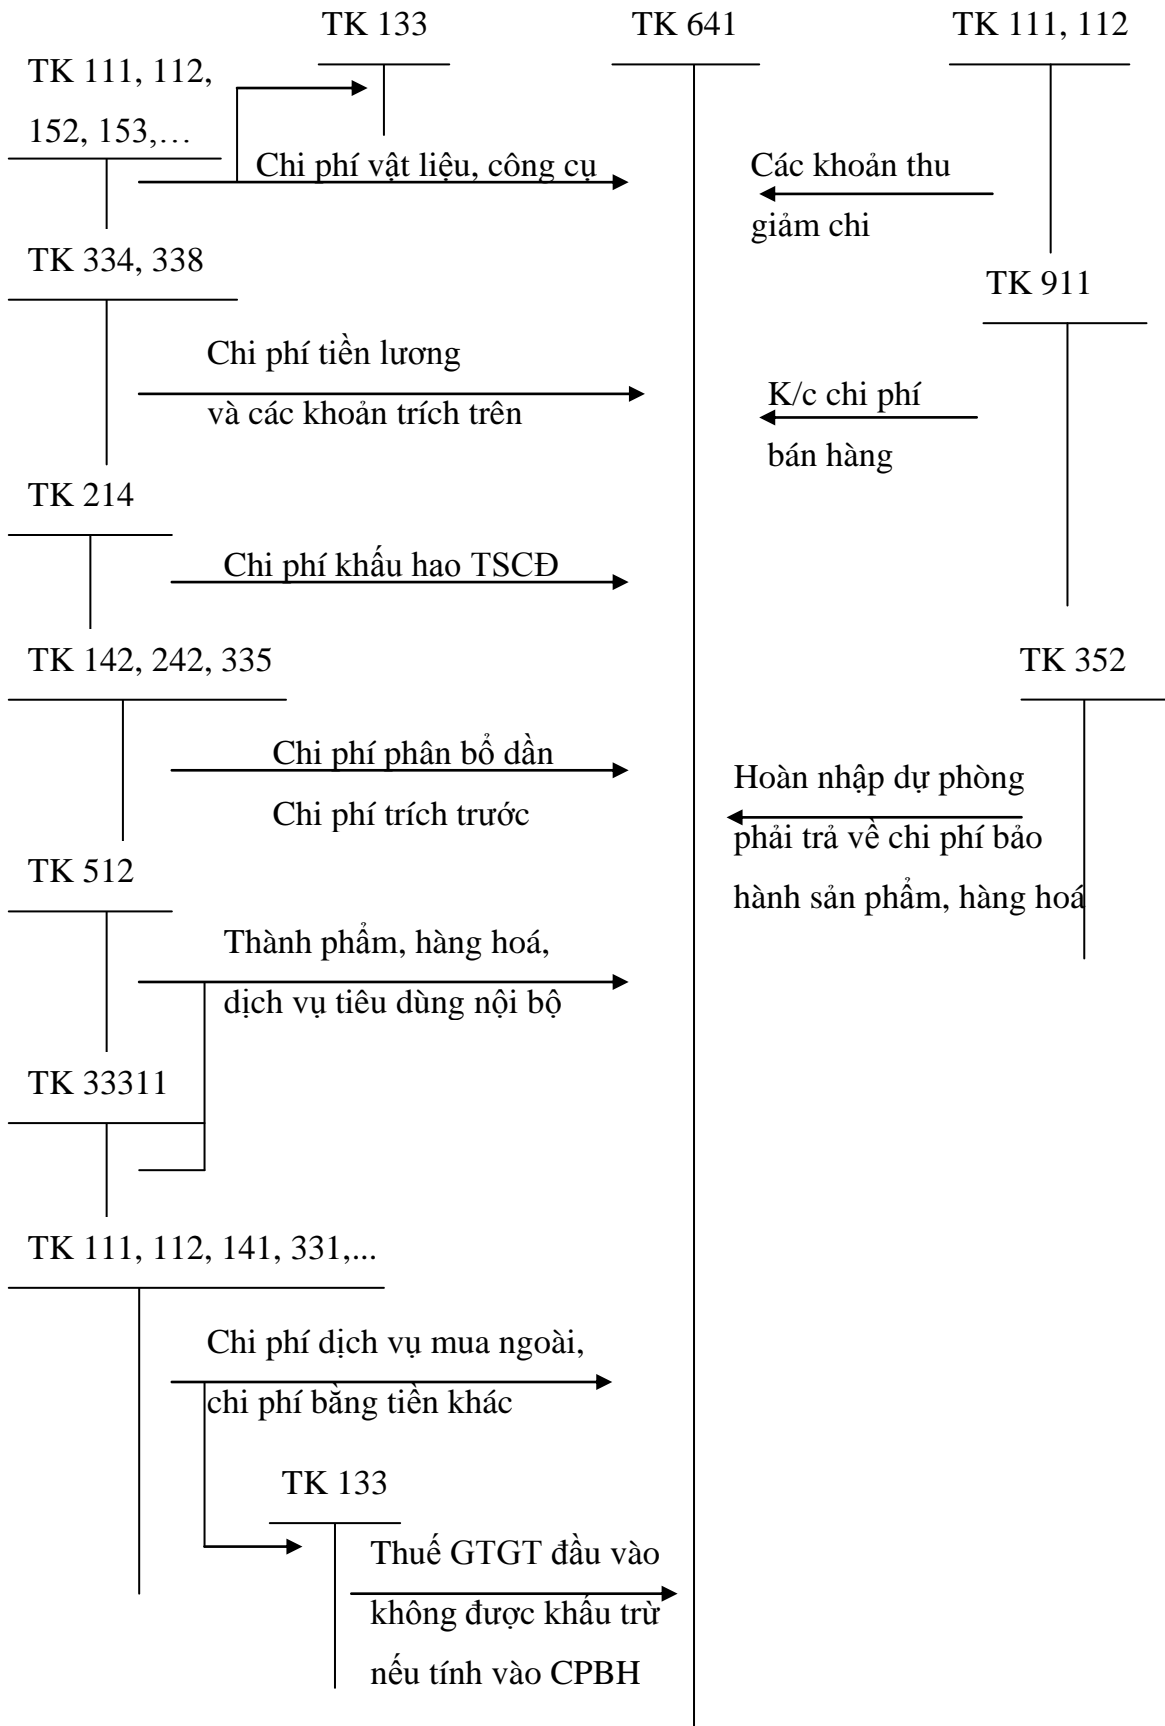 TK 133
TK 641
TK 111, 112
TK 111, 112,
152, 153,…
Chi phí vật liệu, công cụ
Các khoản thu
giảm chi
TK 334, 338
TK 911
Chi phí tiền lương
và các khoản trích trên
K/c chi phí
bán hàng
TK 214
Chi phí khấu hao TSCĐ
TK 142, 242, 335
TK 352
Chi phí phân bổ dần
Chi phí trích trước
Hoàn nhập dự phòng
phải trả về chi phí bảo
hành sản phẩm, hàng hoá
TK 512
Thành phẩm, hàng hoá,
dịch vụ tiêu dùng nội bộ
TK 33311
TK 111, 112, 141, 331,...
Chi phí dịch vụ mua ngoài,
chi phí bằng tiền khác
TK 133
Thuế GTGT đầu vào
không được khấu trừ
nếu tính vào CPBH